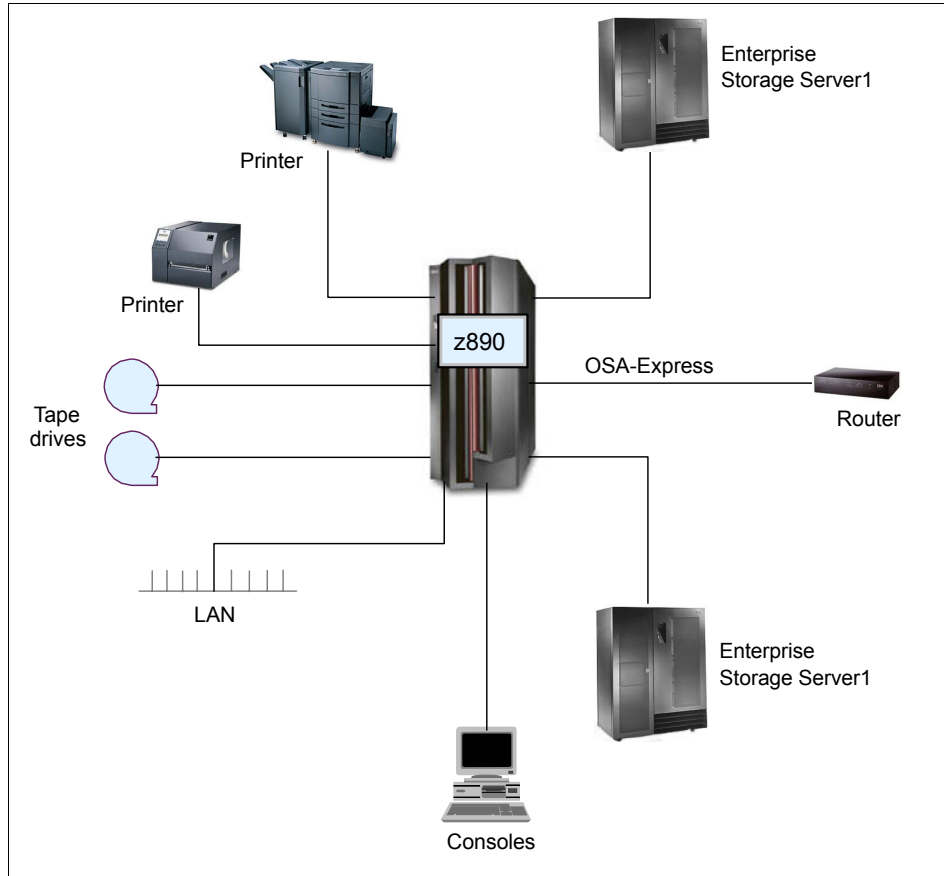 Enterprise
Storage Server1
Printer
Printer
z890
OSA-Express
Router
Tape
drives
LAN
Enterprise
Storage Server1
Consoles